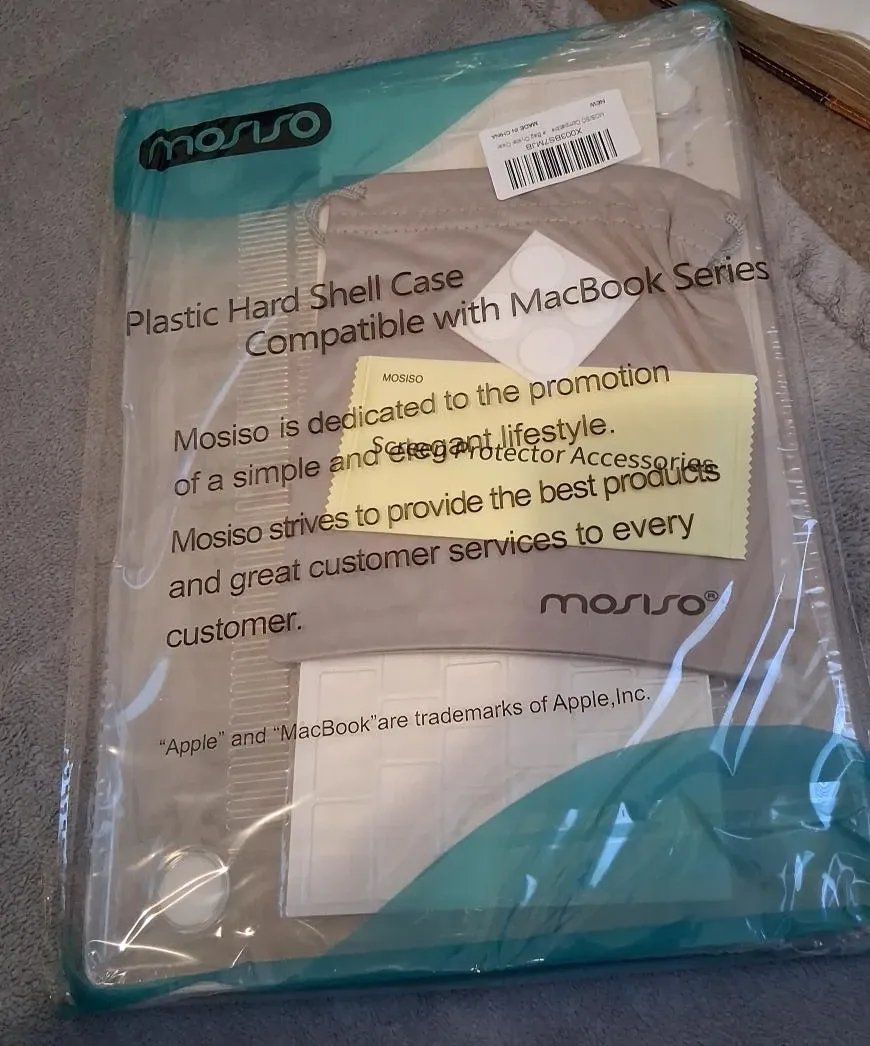 mosiso
NEW
MADE IN CHINA
X003BS7MJB
Plastic Hard Shell Case
Compatible with MacBook Series
MOSISO
Mosiso is dedicated to the promotion
of a simple and elegant lifestyle.
Screen Protector Accessories
Mosiso strives to provide the best products
and great customer services to every
customer.
mosiso®
“Apple” and “MacBook”are trademarks of Apple,Inc.